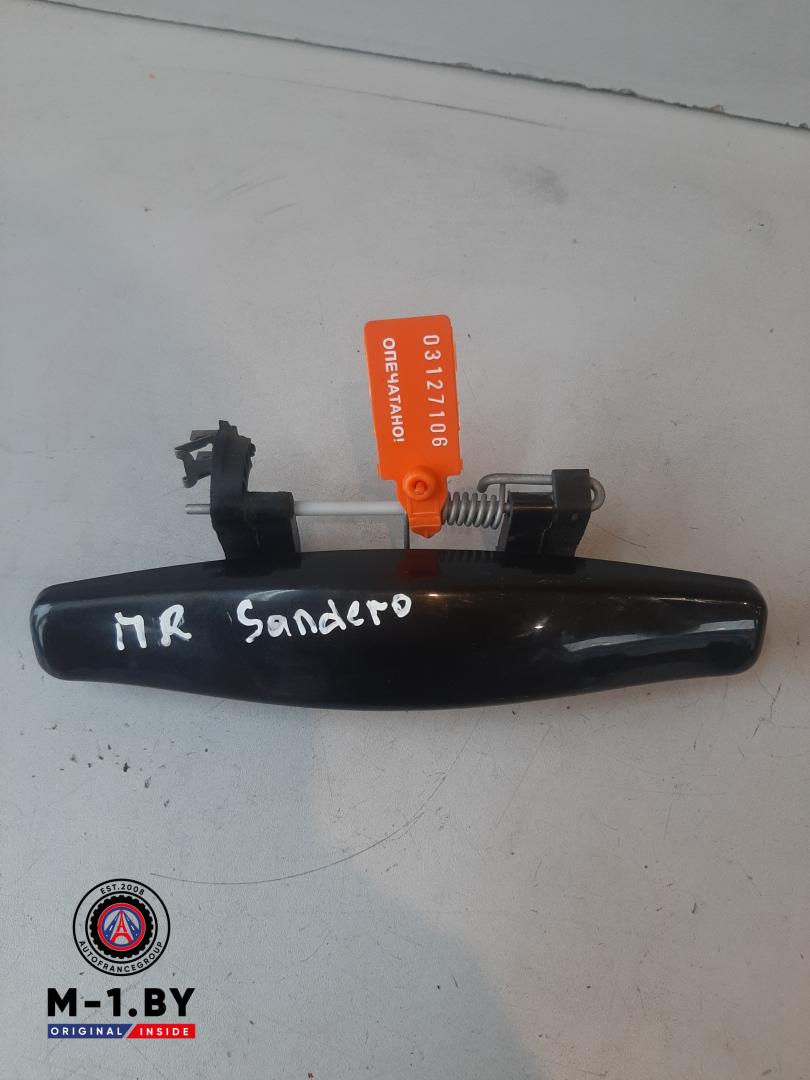 03127106
ОПЕЧАТАНО!
MR Sandero
EST.2008
AUTOFRANCEGROUP
M-1.BY
ORIGINAL INSIDE